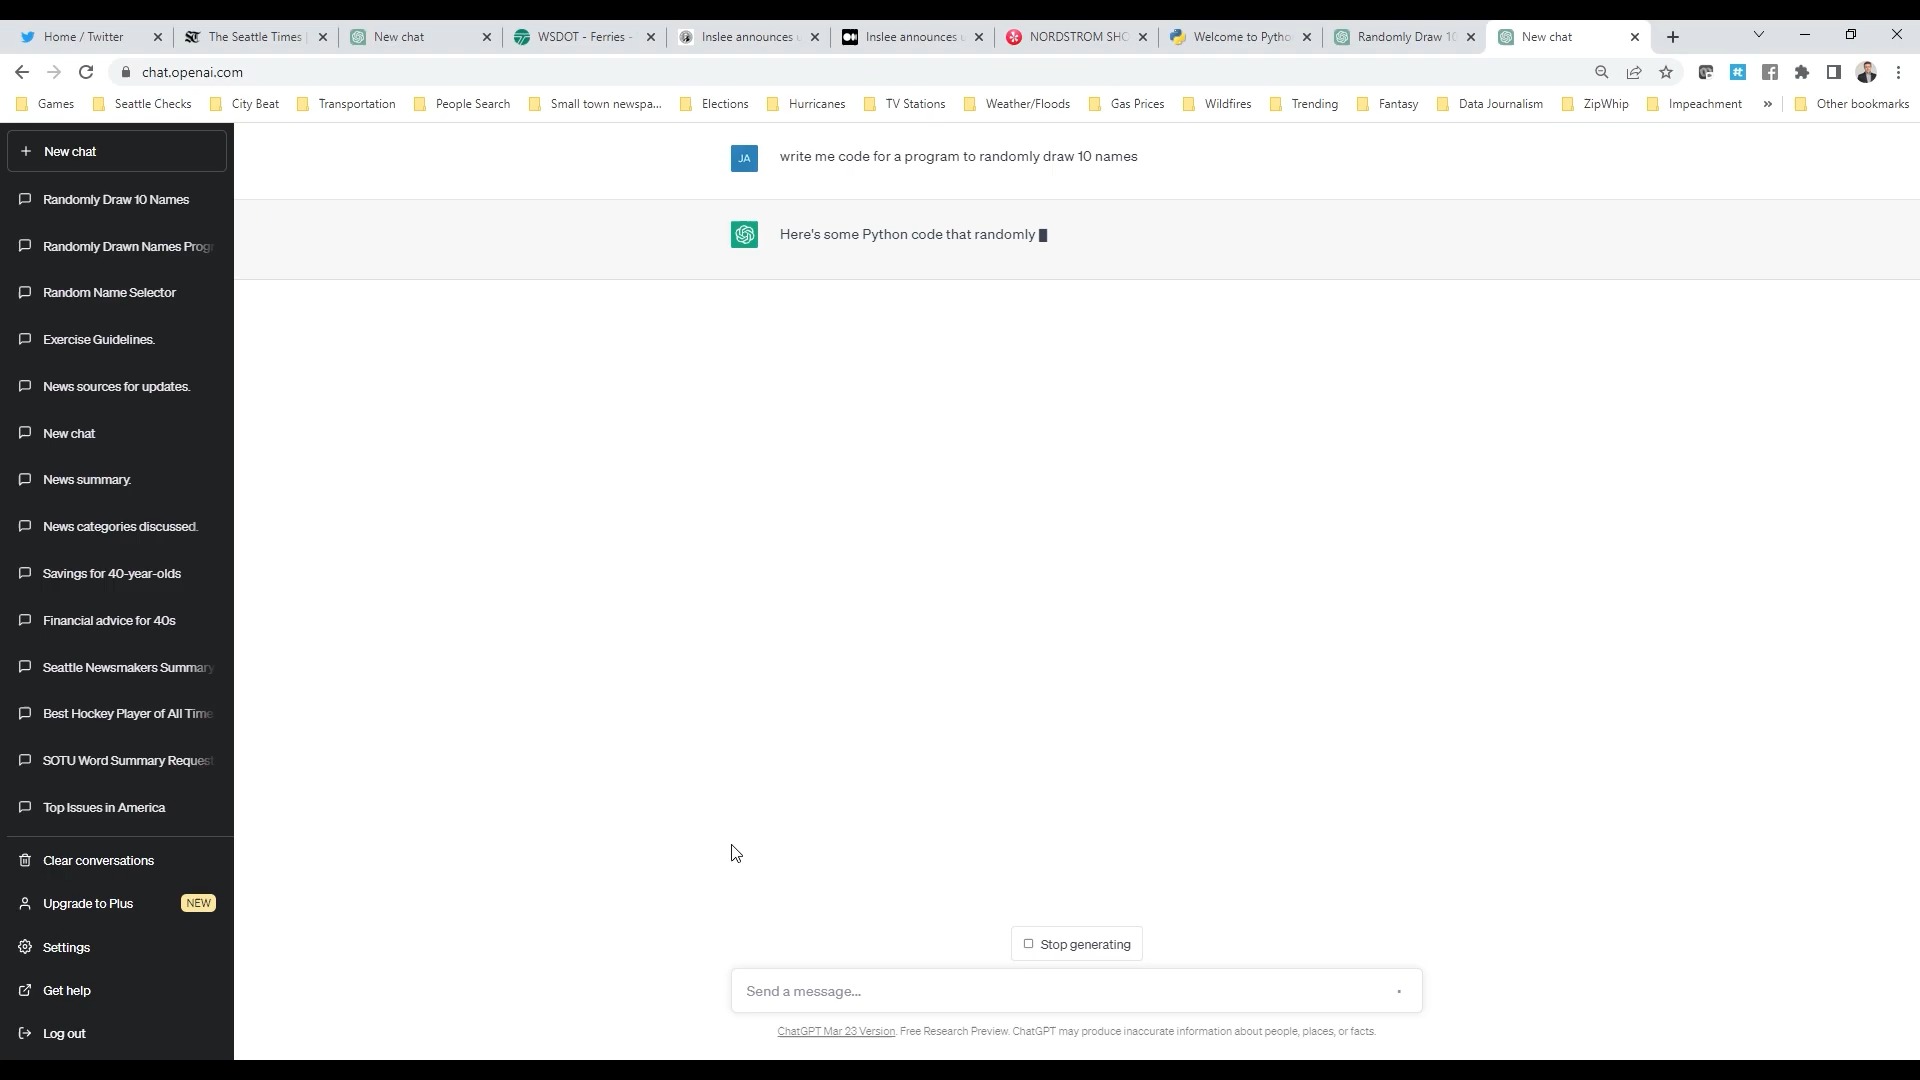 Home / Twitter
The Seattle Times
New chat
WSDOT - Ferries -
Inslee announces u
Inslee announces u
NORDSTROM SHO
Welcome to Pytho
Randomly Draw 10
New chat
chat.openai.com
Games
Seattle Checks
City Beat
Transportation
People Search
Small town newspa...
Elections
Hurricanes
TV Stations
Weather/Floods
Gas Prices
Wildfires
Trending
Fantasy
Data Journalism
ZipWhip
Impeachment
»
Other bookmarks
+ New chat
Randomly Draw 10 Names
Randomly Drawn Names Progr
Random Name Selector
Exercise Guidelines.
News sources for updates.
New chat
News summary.
News categories discussed.
Savings for 40-year-olds
Financial advice for 40s
Seattle Newsmakers Summary
Best Hockey Player of All Time
SOTU Word Summary Request
Top Issues in America
Clear conversations
Upgrade to Plus
NEW
Settings
Get help
Log out
JA
write me code for a program to randomly draw 10 names
Here's some Python code that randomly
Stop generating
Send a message...
ChatGPT Mar 23 Version. Free Research Preview. ChatGPT may produce inaccurate information about people, places, or facts.